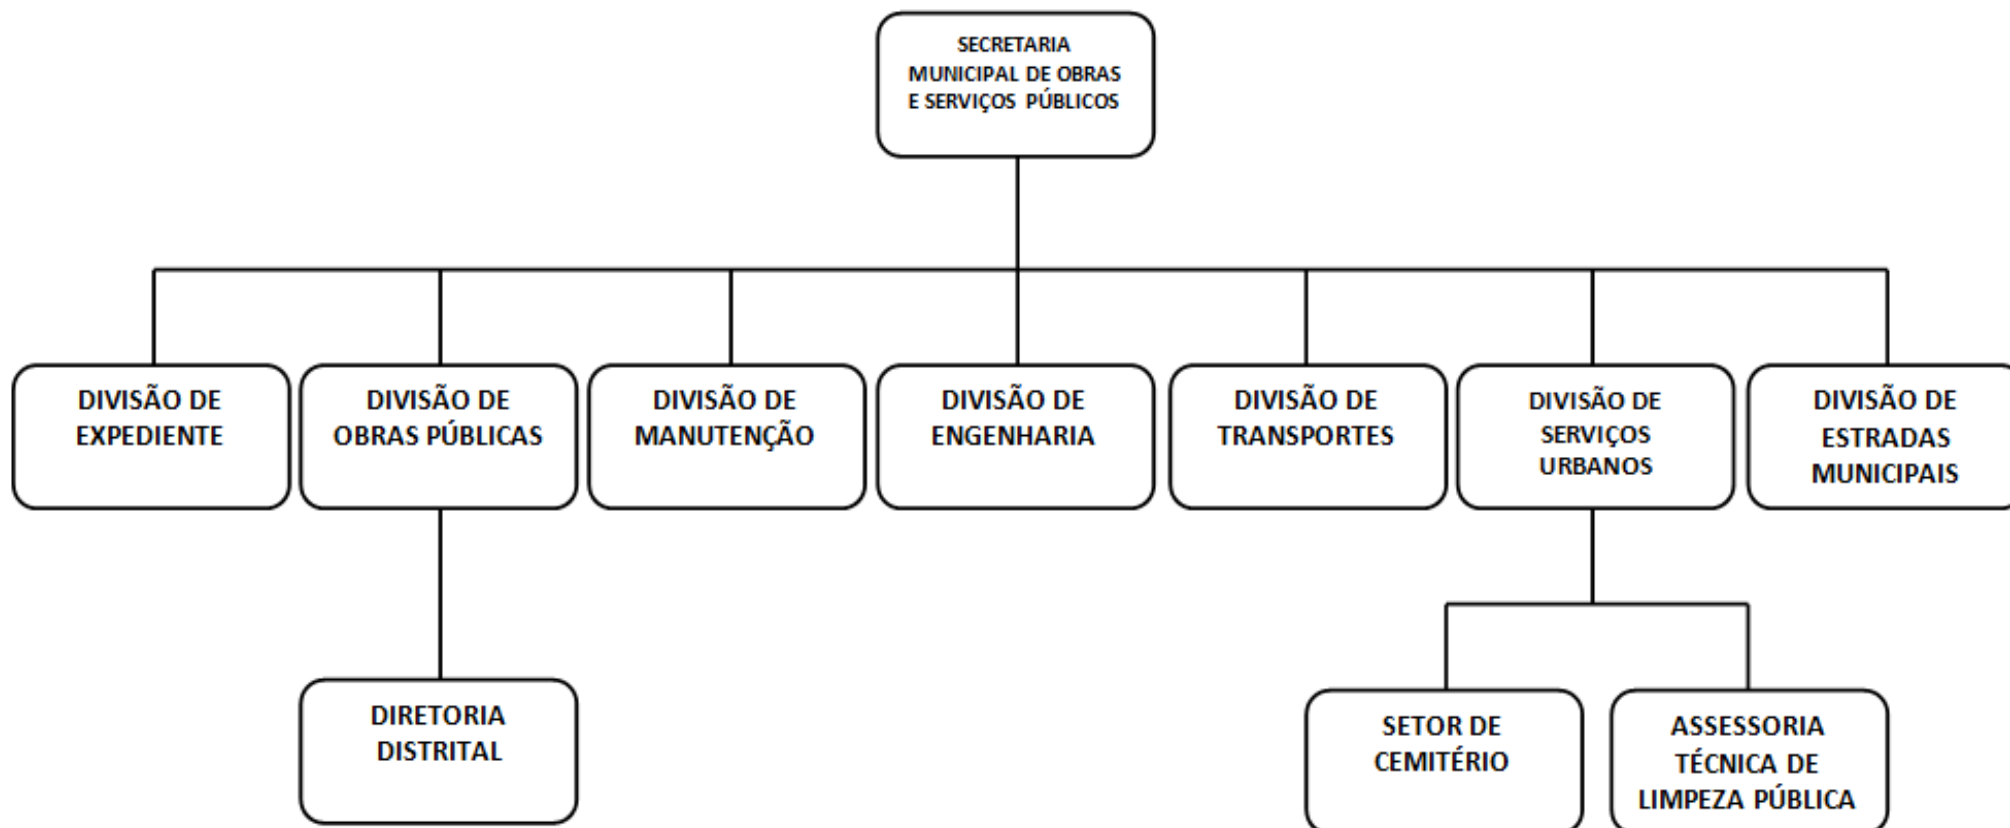 SECRETARIA
MUNICIPAL DE OBRAS
E SERVIÇOS PÚBLICOS
DIVISÃO DE
EXPEDIENTE
DIVISÃO DE
OBRAS PÚBLICAS
DIVISÃO DE
MANUTENÇÃO
DIVISÃO DE
ENGENHARIA
DIVISÃO DE
TRANSPORTES
DIVISÃO DE
SERVIÇOS
URBANOS
DIVISÃO DE
ESTRADAS
MUNICIPAIS
DIRETORIA
DISTRITAL
SETOR DE
CEMITÉRIO
ASSESSORIA
TÉCNICA DE
LIMPEZA PÚBLICA